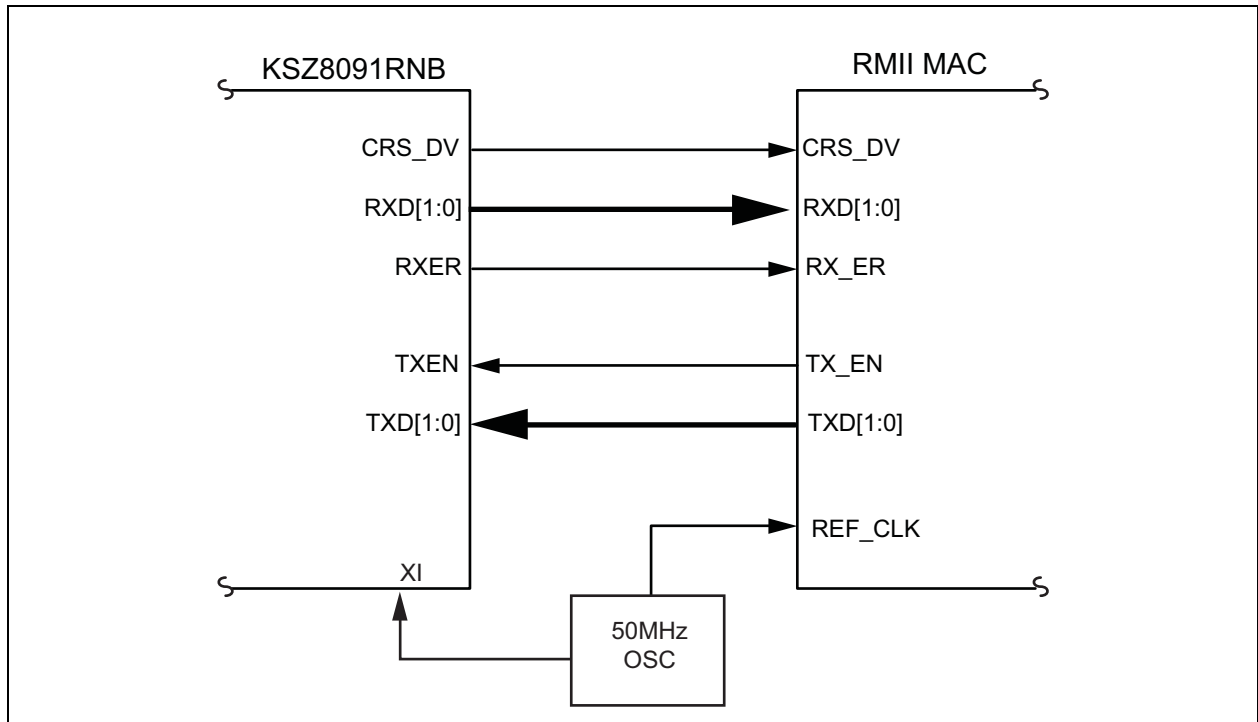 KSZ8091RNB
RMII MAC
CRS_DV
CRS_DV
RXD[1:0]
RXD[1:0]
RXER
RX_ER
TXEN
TX_EN
TXD[1:0]
TXD[1:0]
REF_CLK
XI
50MHz
OSC